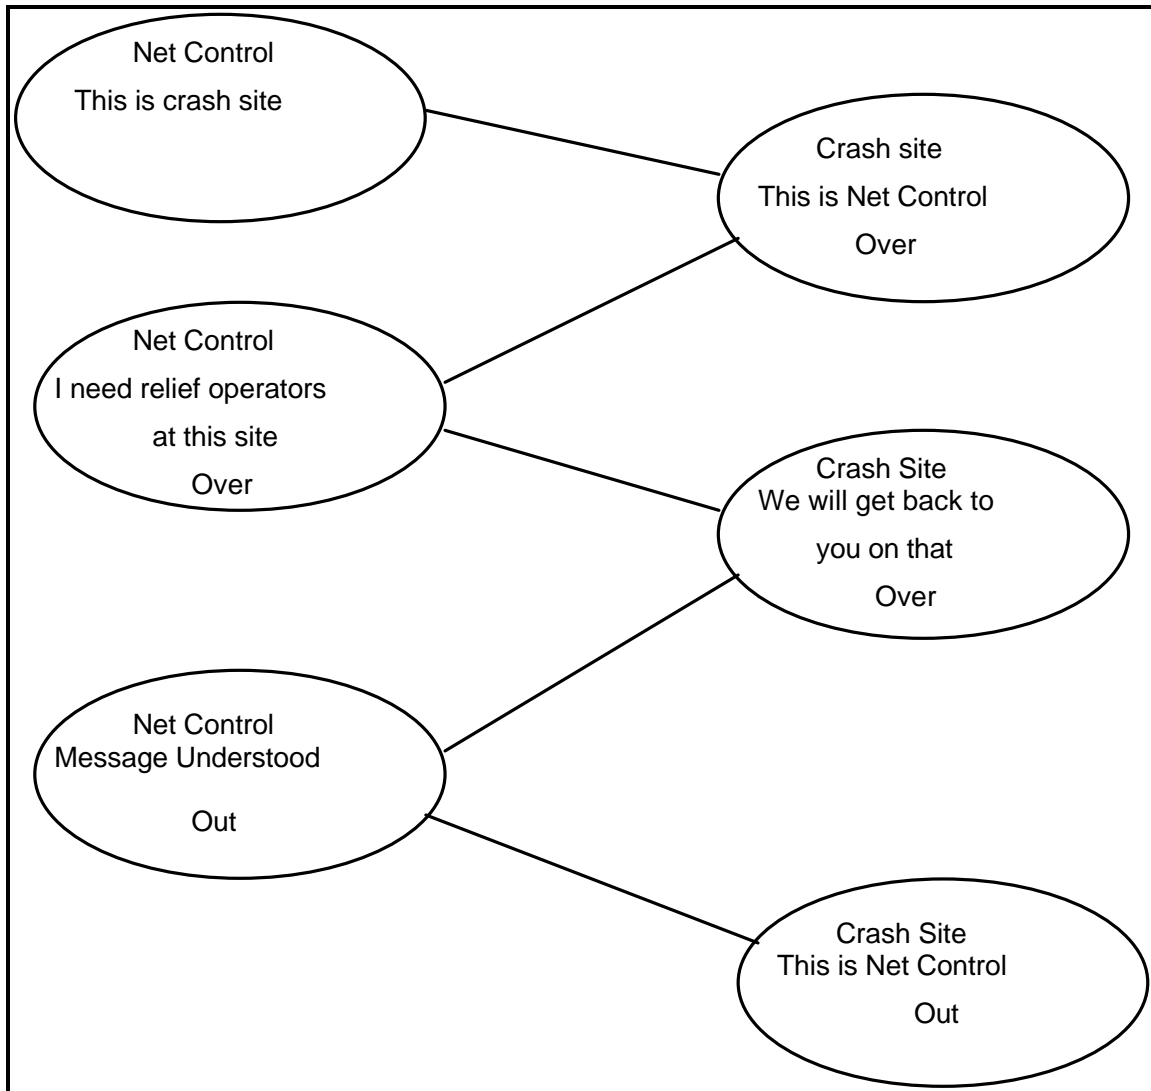 Net Control
This is crash site
Crash site
This is Net Control
Over
Net Control
I need relief operators
at this site
Over
Crash Site
We will get back to
you on that
Over
Net Control
Message Understood
Out
Crash Site
This is Net Control
Out